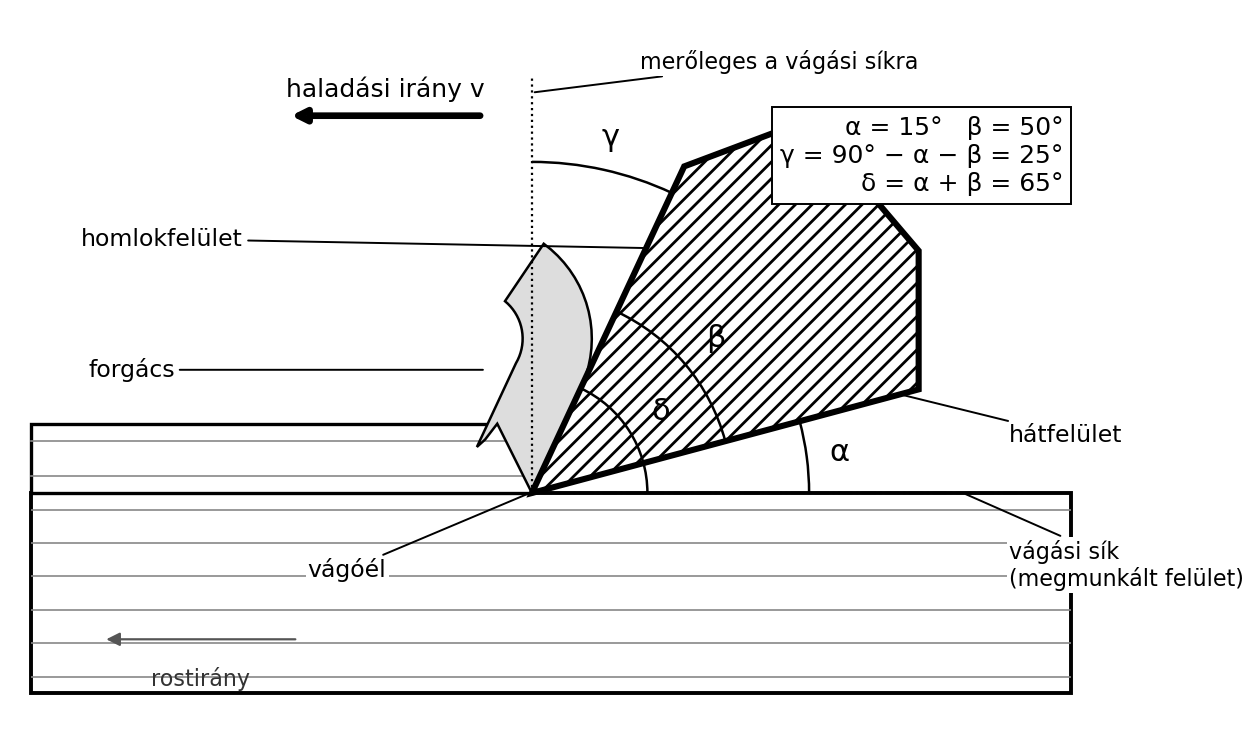 merőleges a vágási síkra
haladási irány v
γ
α = 15°   β = 50°
γ = 90° − α − β = 25°
δ = α + β = 65°
homlokfelület
β
forgács
δ
hátfelület
α
vágóél
vágási sík
(megmunkált felület)
rostirány